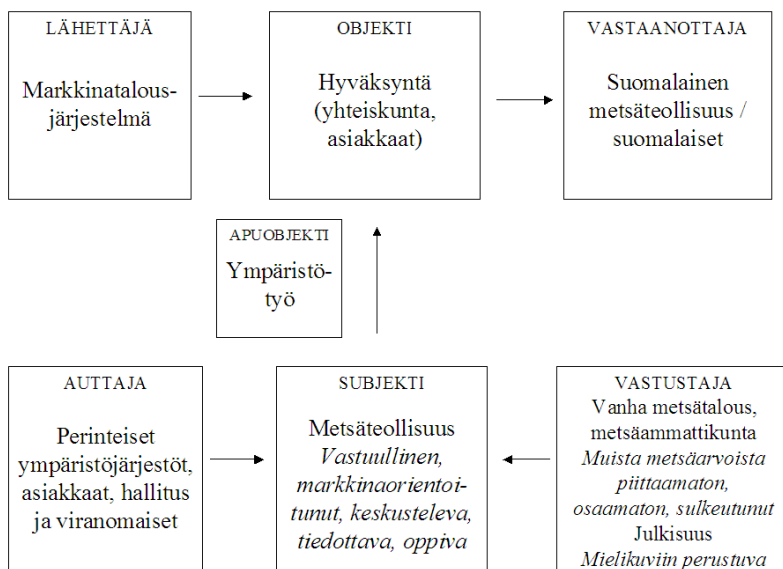 LÄHETTÄJÄ
Markkinatalous-
järjestelmä
OBJEKTI
Hyväksyntä
(yhteiskunta,
asiakkaat)
VASTAANOTTAJA
Suomalainen
metsäteollisuus /
suomalaiset
APUOBJEKTI
Ympäristö-
työ
AUTTAJA
Perinteiset
ympäristöjärjestöt,
asiakkaat, hallitus
ja viranomaiset
SUBJEKTI
Metsäteollisuus
Vastuullinen,
markkinaorientoi-
tunut, keskusteleva,
tiedottava, oppiva
VASTUSTAJA
Vanha metsätalous,
metsäammattikunta
Muista metsäarvoista
piittaamaton,
osaamaton, sulkeutunut
Julkisuus
Mielikuviin perustuva